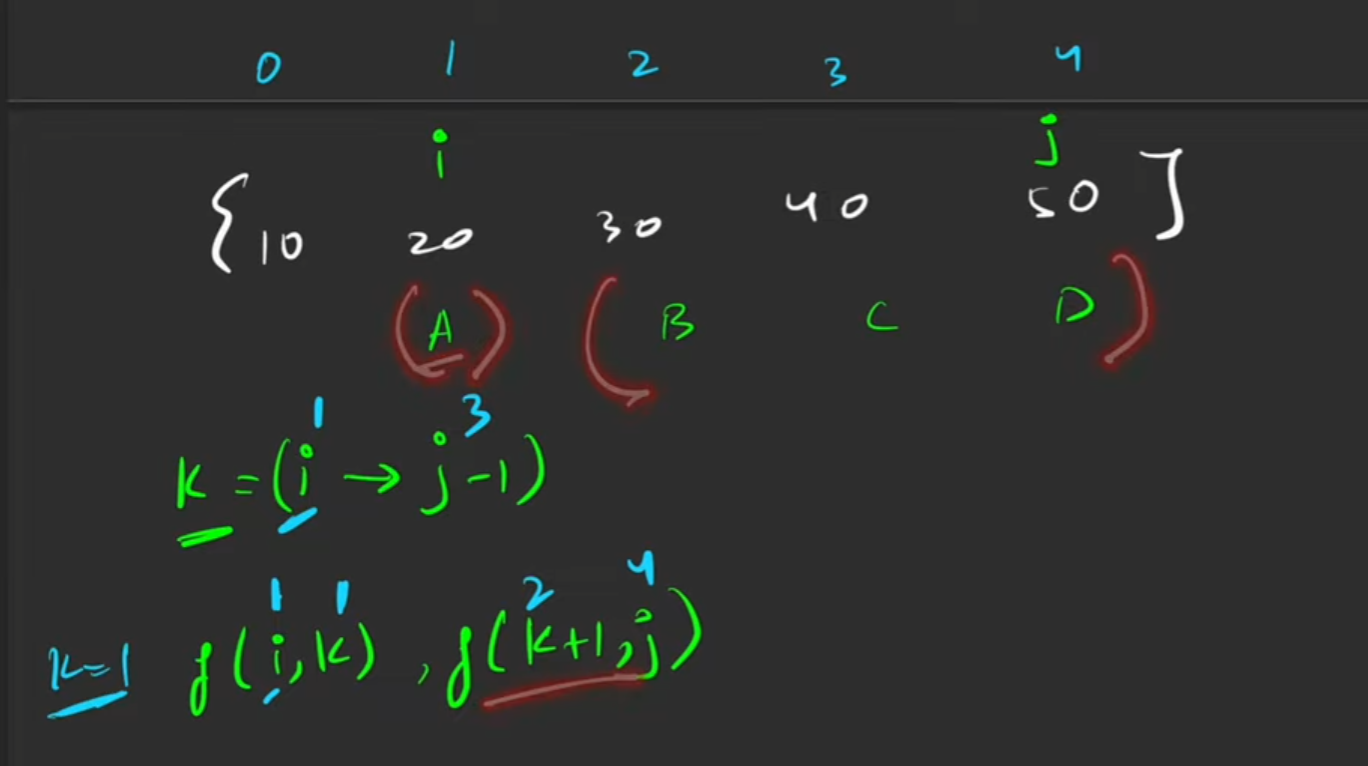 0 1 2 3 4
i j
{10 20 30 40 50]
(A) (B C D)
1 3
k = (i → j-1)
1 1 2 4
k=1 f(i,k), f(k+1,j)